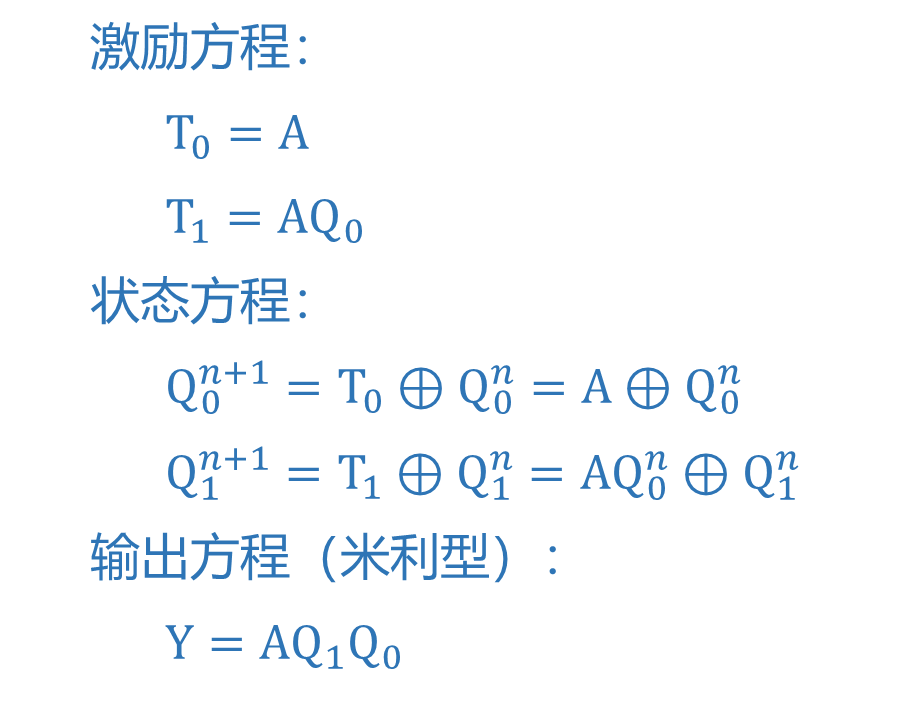 激励方程：
T₀ = A
T₁ = AQ₀
状态方程：
Q₀ⁿ⁺¹ = T₀ ⊕ Q₀ⁿ = A ⊕ Q₀ⁿ
Q₁ⁿ⁺¹ = T₁ ⊕ Q₁ⁿ = AQ₀ⁿ ⊕ Q₁ⁿ
输出方程（米利型）：
Y = AQ₁Q₀